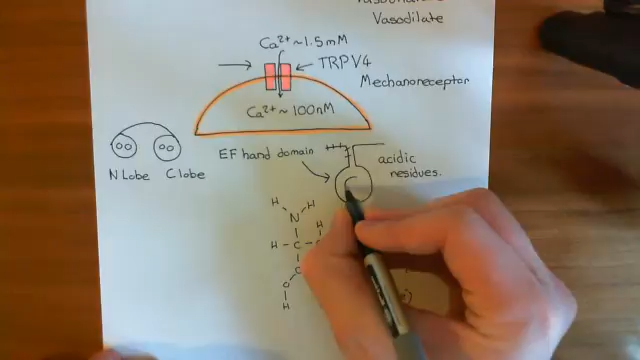 Vasodilate
Ca²⁺ ~ 1.5mM
TRPV4
Mechanoreceptor
Ca²⁺ ~ 100nM
EF hand domain
acidic
residues.
N Lobe
C lobe
H
H
N
H
H - C -
C
O
H